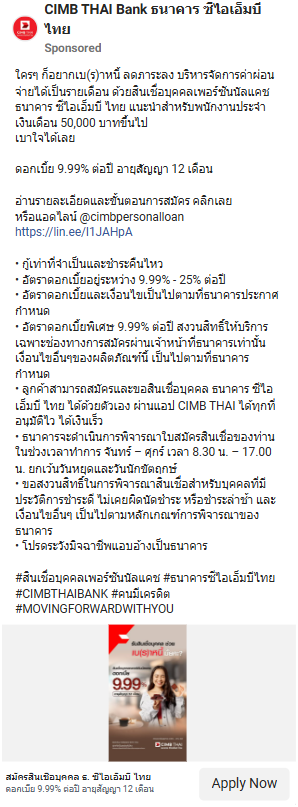 CIMB THAI Bank ธนาคาร ซีไอเอ็มบี
ไทย
Sponsored
ใครๆ ก็อยากเบ(ร)าหนี้ ลดภาระลง บริหารจัดการค่าผ่อน
จ่ายได้เป็นรายเดือน ด้วยสินเชื่อบุคคลเพอร์ซันนัลแคช
ธนาคาร ซีไอเอ็มบี ไทย แนะนำสำหรับพนักงานประจำ
เงินเดือน 50,000 บาทขึ้นไป
เบาใจได้เลย
ดอกเบี้ย 9.99% ต่อปี อายุสัญญา 12 เดือน
อ่านรายละเอียดและขั้นตอนการสมัคร คลิกเลย
หรือแอดไลน์ @cimbpersonalloan
https://lin.ee/I1JAHpA
• กู้เท่าที่จำเป็นและชำระคืนไหว
• อัตราดอกเบี้ยอยู่ระหว่าง 9.99% - 25% ต่อปี
• อัตราดอกเบี้ยและเงื่อนไขเป็นไปตามที่ธนาคารประกาศ
กำหนด
• อัตราดอกเบี้ยพิเศษ 9.99% ต่อปี สงวนสิทธิ์ให้บริการ
เฉพาะช่องทางการสมัครผ่านเจ้าหน้าที่ธนาคารเท่านั้น
เงื่อนไขอื่นๆของผลิตภัณฑ์นี้ เป็นไปตามที่ธนาคาร
กำหนด
• ลูกค้าสามารถสมัครและขอสินเชื่อบุคคล ธนาคาร ซีไอ
เอ็มบี ไทย ได้ด้วยตัวเอง ผ่านแอป CIMB THAI ได้ทุกที่
อนุมัติไว ได้เงินเร็ว
• ธนาคารจะดำเนินการพิจารณาใบสมัครสินเชื่อของท่าน
ในช่วงเวลาทำการ จันทร์ – ศุกร์ เวลา 8.30 น. – 17.00
น. ยกเว้นวันหยุดและวันนักขัตฤกษ์
• ขอสงวนสิทธิ์ในการพิจารณาสินเชื่อสำหรับบุคคลที่มี
ประวัติการชำระดี ไม่เคยผิดนัดชำระ หรือชำระล่าช้า และ
เงื่อนไขอื่นๆ เป็นไปตามหลักเกณฑ์การพิจารณาของ
ธนาคาร
• โปรดระวังมิจฉาชีพแอบอ้างเป็นธนาคาร
#สินเชื่อบุคคลเพอร์ซันนัลแคช #ธนาคารซีไอเอ็มบีไทย
#CIMBTHAIBANK #คนมีเครดิต
#MOVINGFORWARDWITHYOU
เบ(ร)าหนี้
ดอกเบี้ย
9.99%
CIMB THAI
สมัครสินเชื่อบุคคล ธ. ซีไอเอ็มบี ไทย
ดอกเบี้ย 9.99% ต่อปี อายุสัญญา 12 เดือน
Apply Now